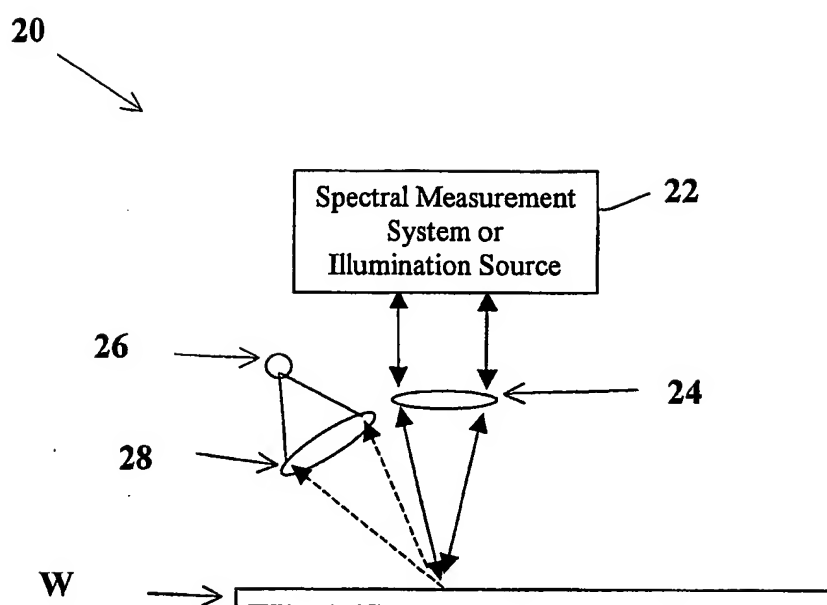 20
Spectral Measurement
System or
Illumination Source
22
26
24
28
W